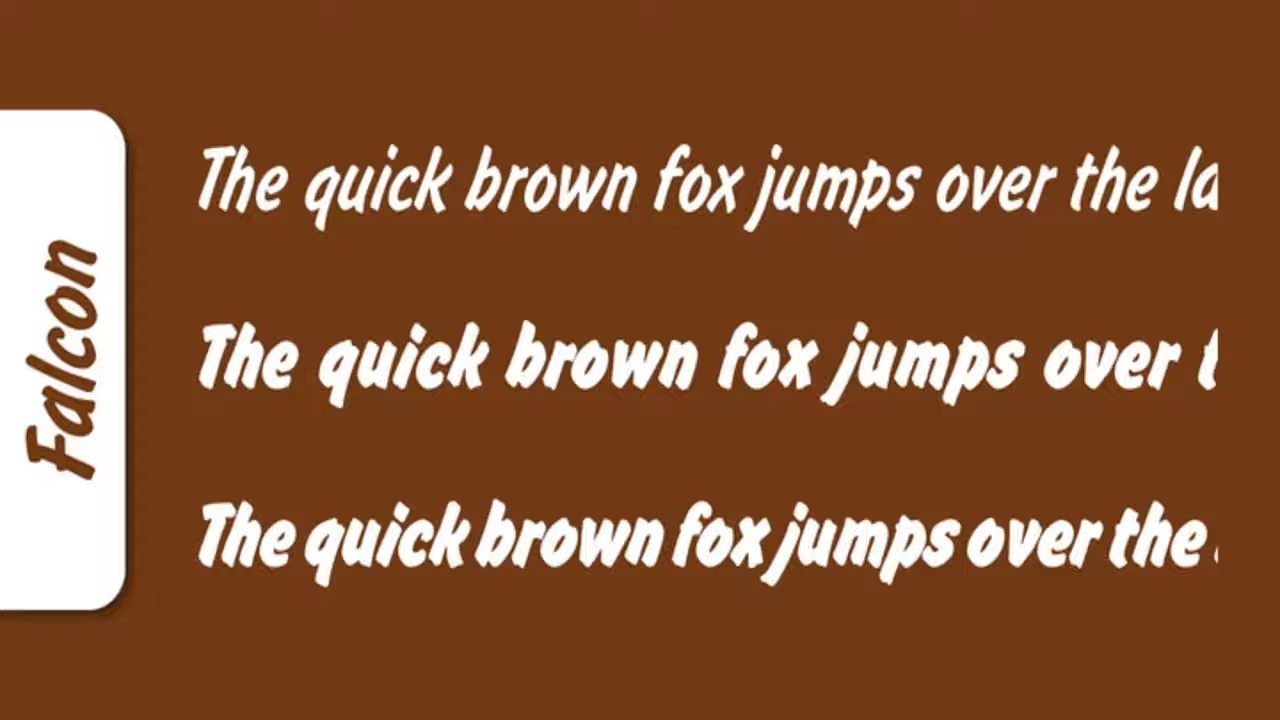 Falcon
The quick brown fox jumps over the la
The quick brown fox jumps over t
The quick brown fox jumps over the